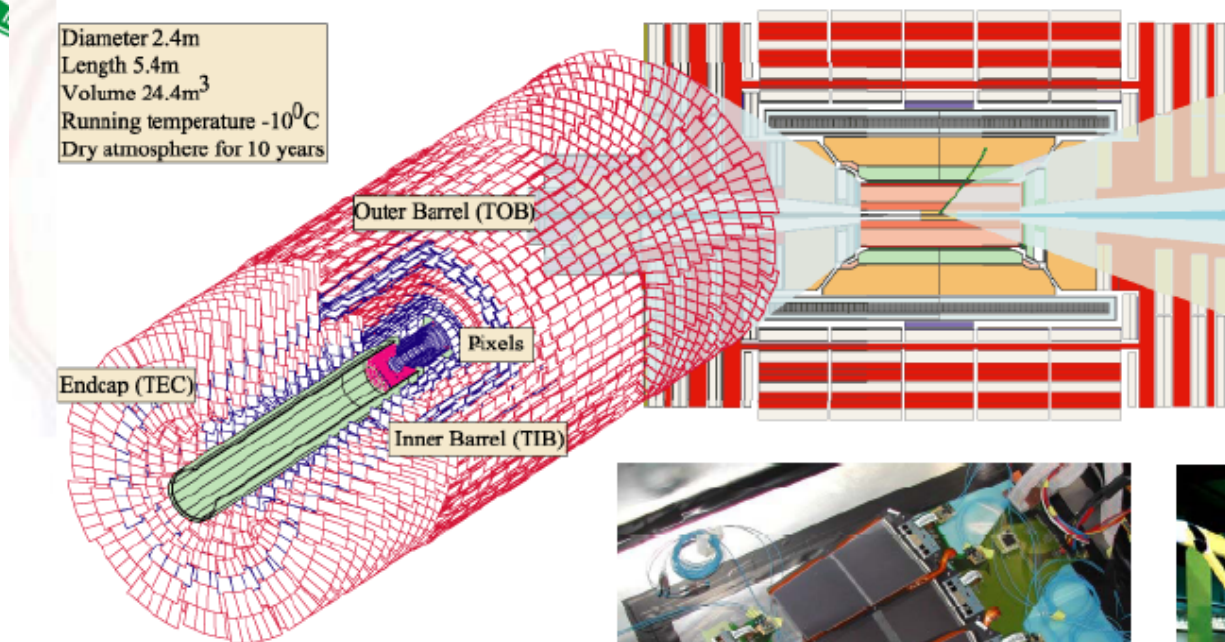 Diameter 2.4m
Length 5.4m
Volume 24.4m³
Running temperature -10⁰C
Dry atmosphere for 10 years
Outer Barrel (TOB)
Pixels
Endcap (TEC)
Inner Barrel (TIB)